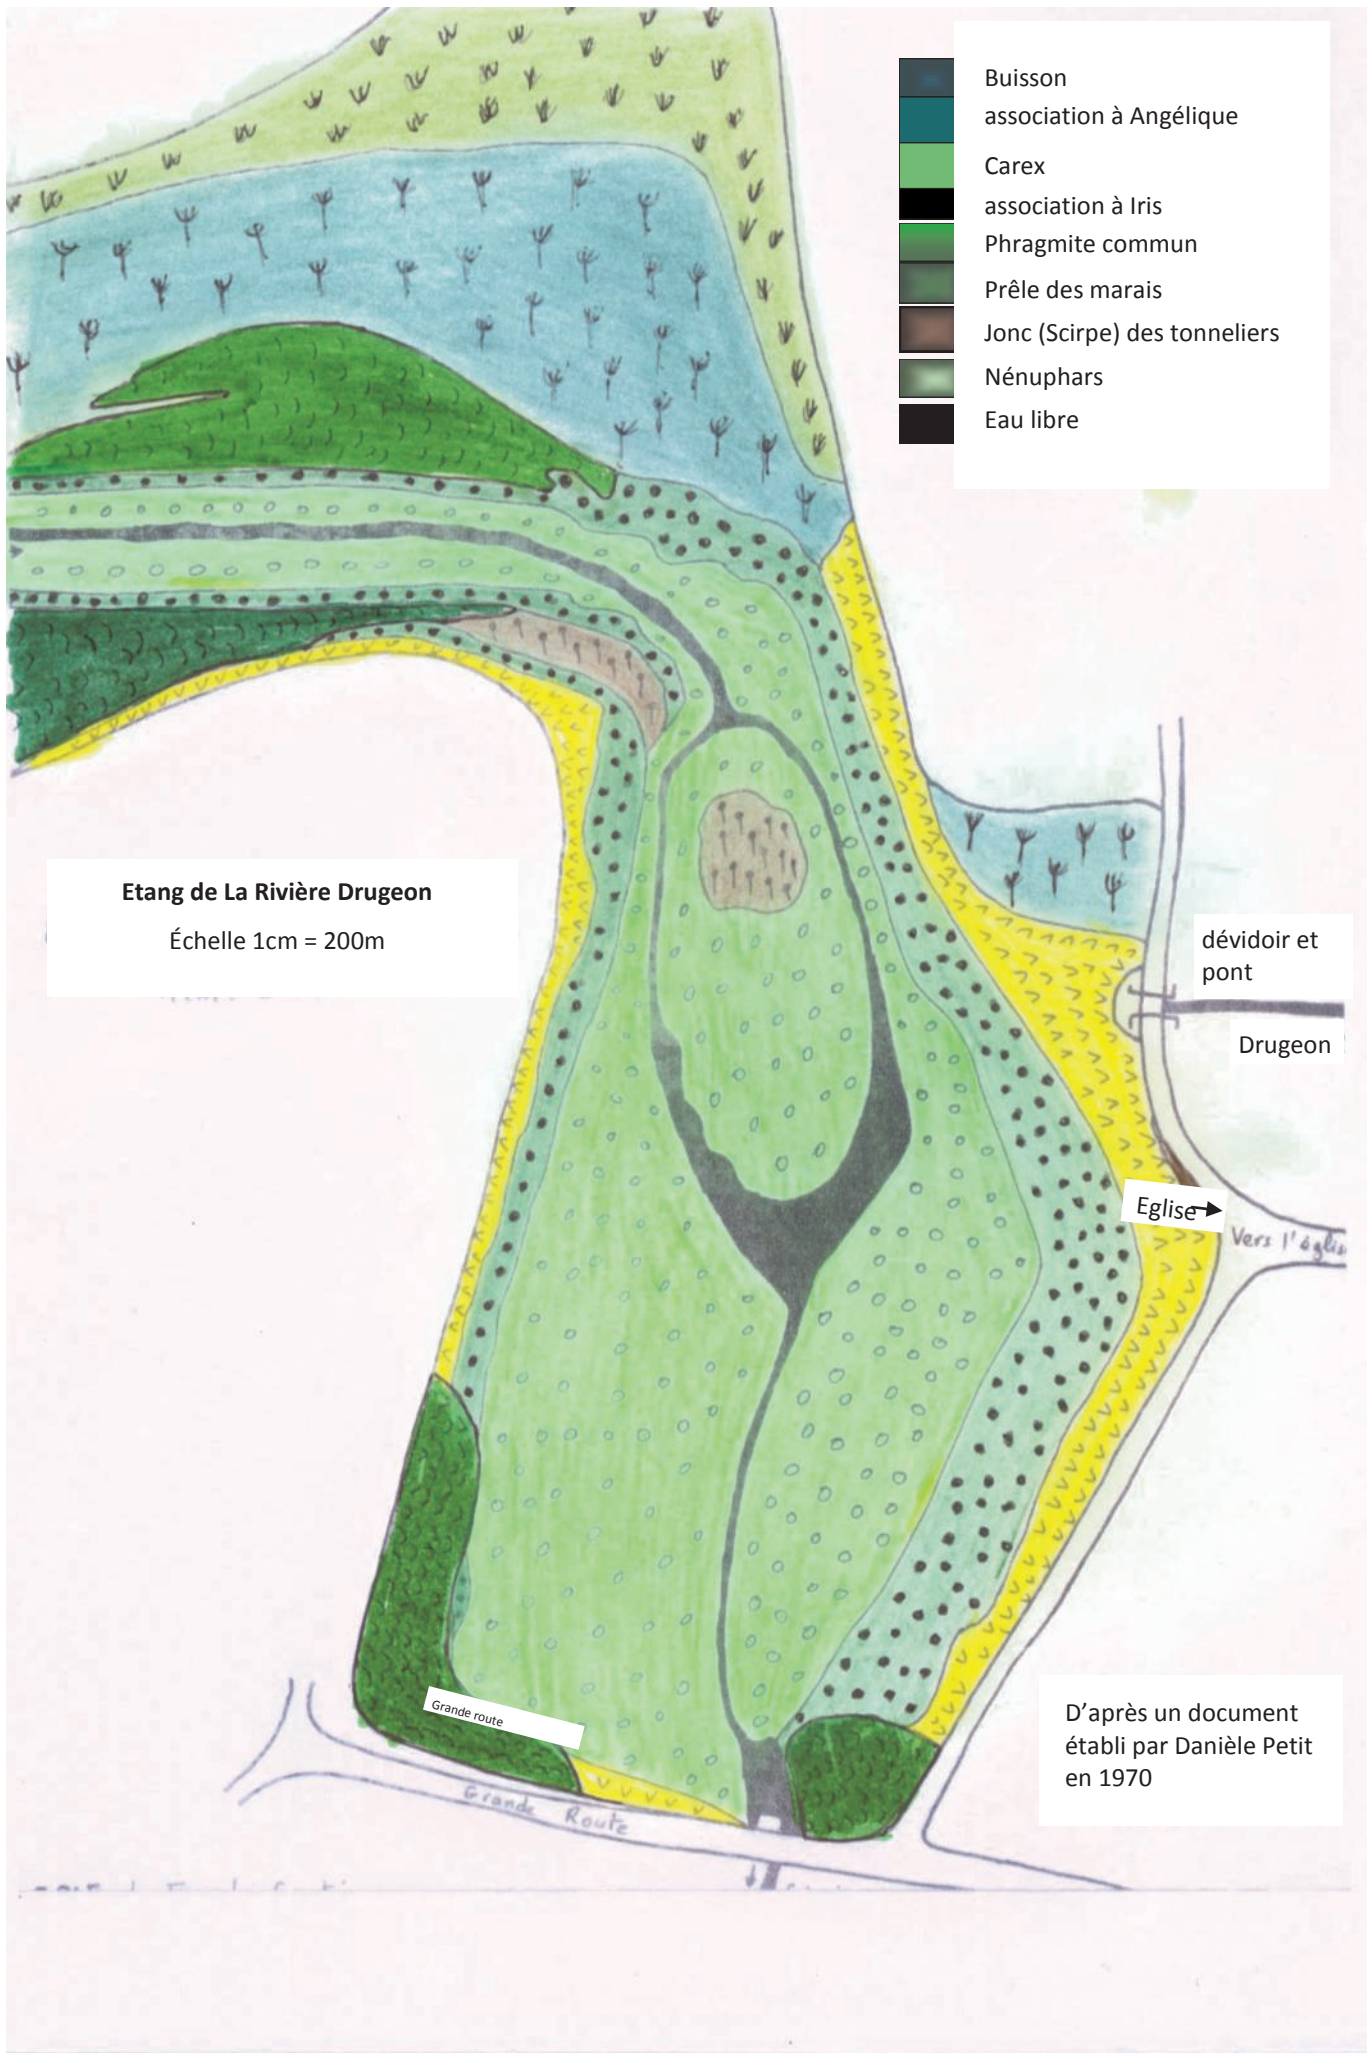 Buisson
association à Angélique
Carex
association à Iris
Phragmite commun
Prêle des marais
Jonc (Scirpe) des tonneliers
Nénuphars
Eau libre
Etang de La Rivière Drugeon
Échelle 1cm = 200m
dévidoir et
pont
Drugeon
Eglise
Vers l'églis
Grande route
Grande Route
D'après un document
établi par Danièle Petit
en 1970